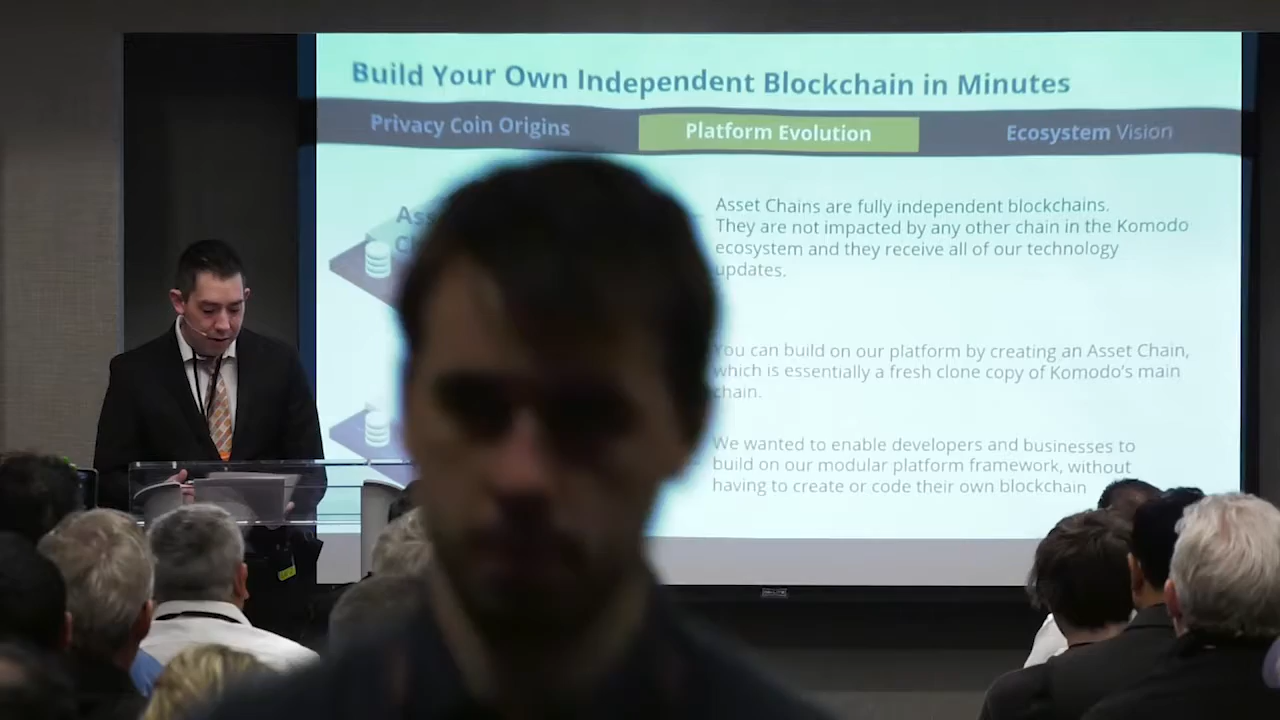 Build Your Own Independent Blockchain in Minutes
Privacy Coin Origins
Platform Evolution
Ecosystem Vision
Asset Chains are fully independent blockchains.
They are not impacted by any other chain in the Komodo
ecosystem and they receive all of our technology
updates.
You can build on our platform by creating an Asset Chain,
which is essentially a fresh clone copy of Komodo's main
chain.
We wanted to enable developers and businesses to
build on our modular platform framework, without
having to create or code their own blockchain